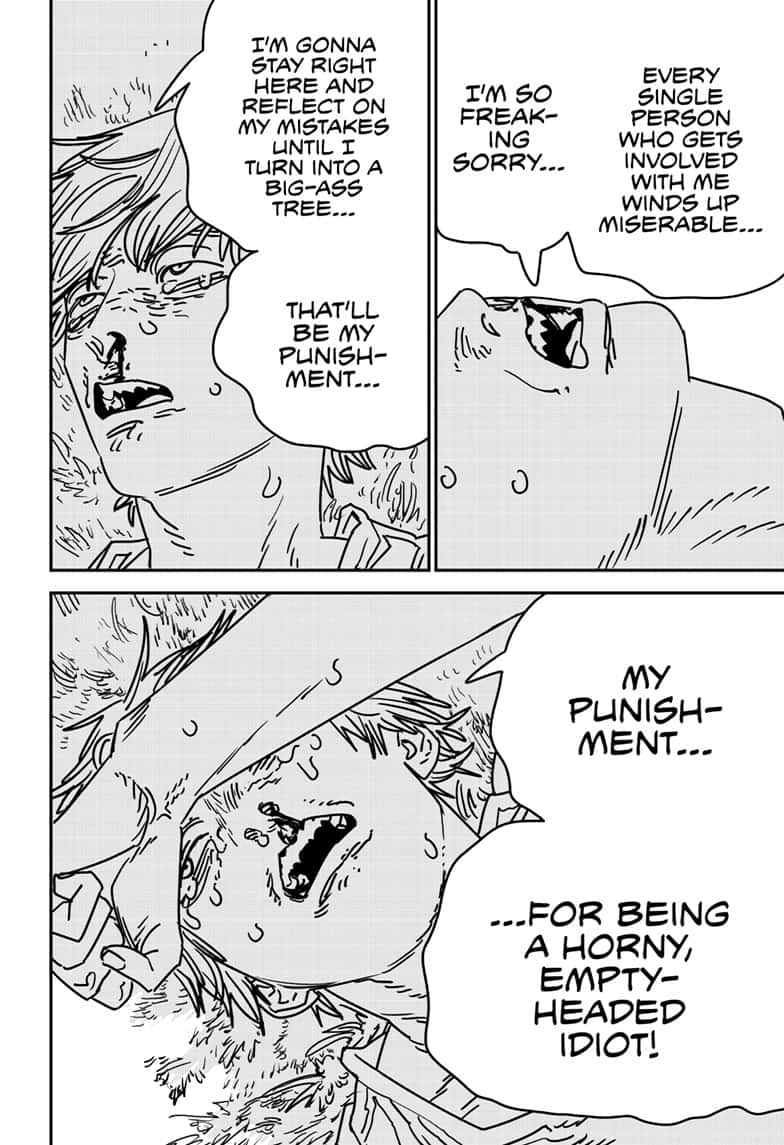 EVERY
SINGLE
PERSON
WHO GETS
INVOLVED
WITH ME
WINDS UP
MISERABLE...
I'M SO
FREAK-
ING
SORRY...
I'M GONNA
STAY RIGHT
HERE AND
REFLECT ON
MY MISTAKES
UNTIL I
TURN INTO A
BIG-ASS
TREE...
THAT'LL
BE MY
PUNISH-
MENT...
MY
PUNISH-
MENT...
...FOR BEING
A HORNY,
EMPTY-
HEADED
IDIOT!